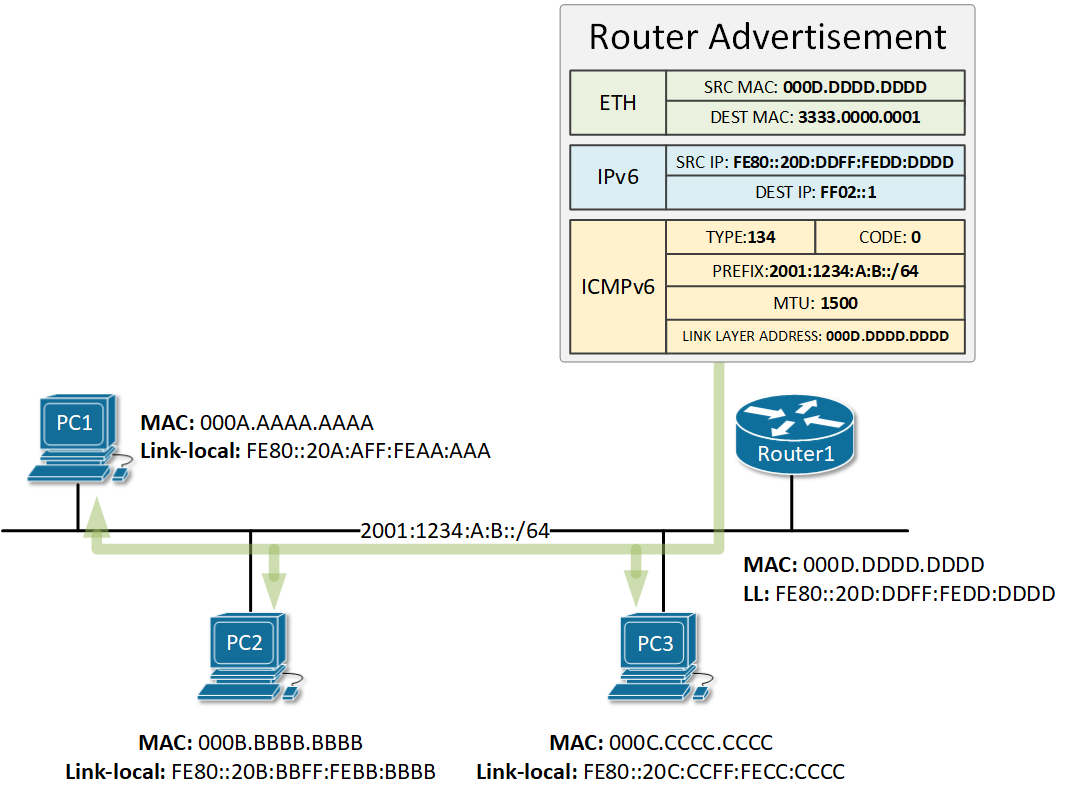 Router Advertisement
ETH
SRC MAC: 000D.DDDD.DDDD
DEST MAC: 3333.0000.0001
IPv6
SRC IP: FE80::20D:DDFF:FEDD:DDDD
DEST IP: FF02::1
ICMPv6
TYPE:134
CODE: 0
PREFIX:2001:1234:A:B::/64
MTU: 1500
LINK LAYER ADDRESS: 000D.DDDD.DDDD
PC1
MAC: 000A.AAAA.AAAA
Link-local: FE80::20A:AFF:FEAA:AAA
Router1
2001:1234:A:B::/64
MAC: 000D.DDDD.DDDD
LL: FE80::20D:DDFF:FEDD:DDDD
PC2
MAC: 000B.BBBB.BBBB
Link-local: FE80::20B:BBFF:FEBB:BBBB
PC3
MAC: 000C.CCCC.CCCC
Link-local: FE80::20C:CCFF:FECC:CCCC